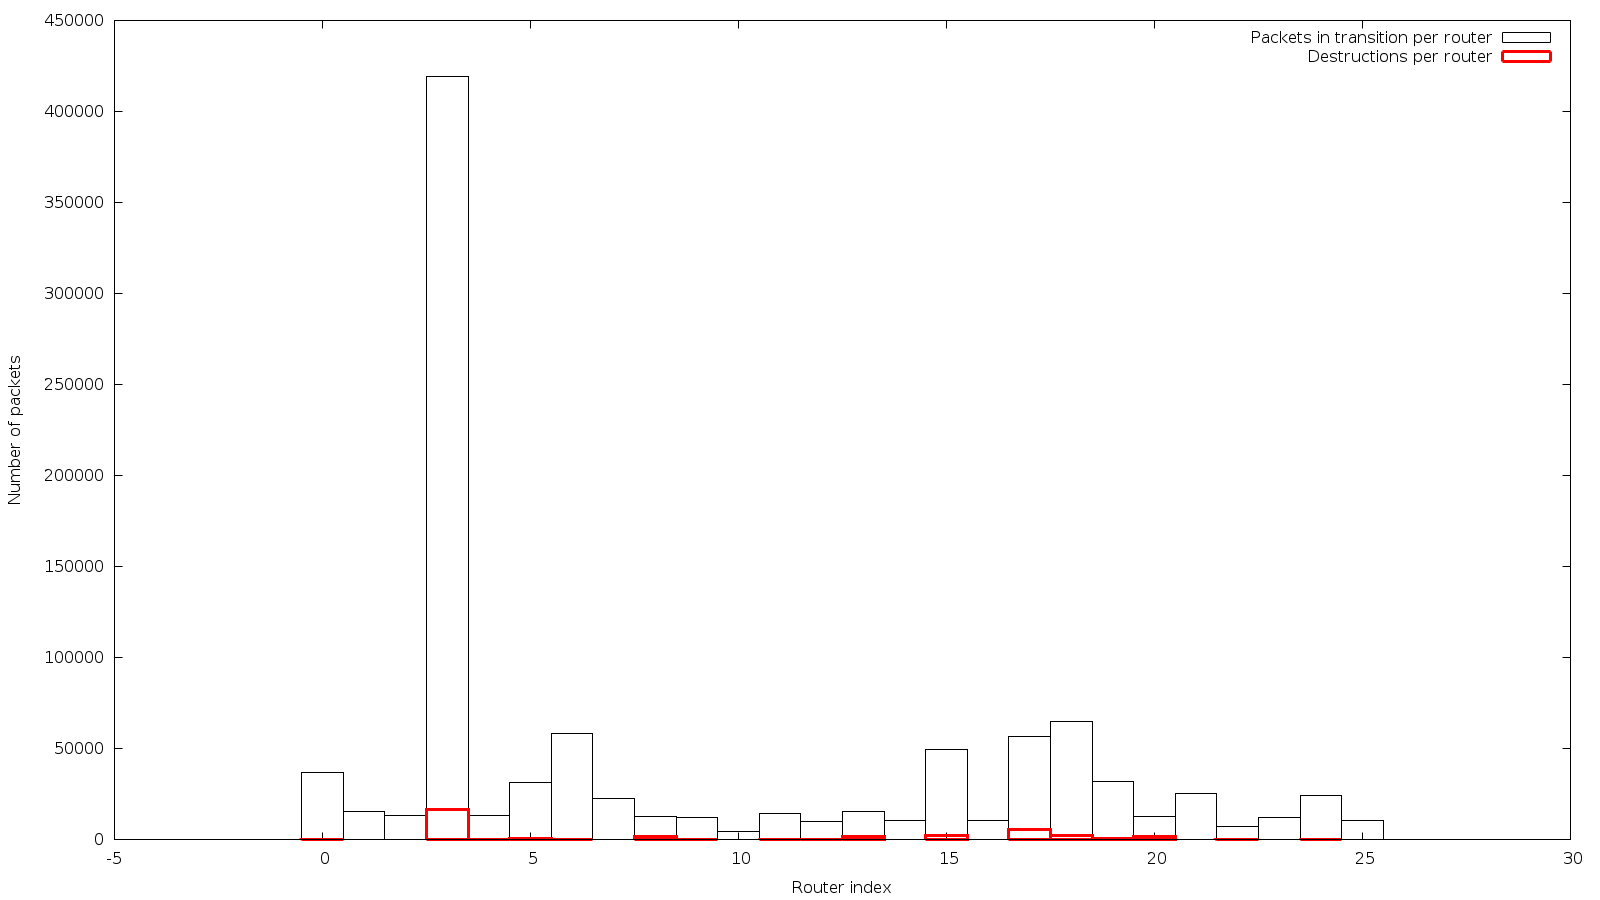 Packets in transition per router
Destructions per router
450000
400000
350000
300000
250000
200000
150000
100000
50000
0
-5 0 5 10 15 20 25 30
Number of packets
Router index